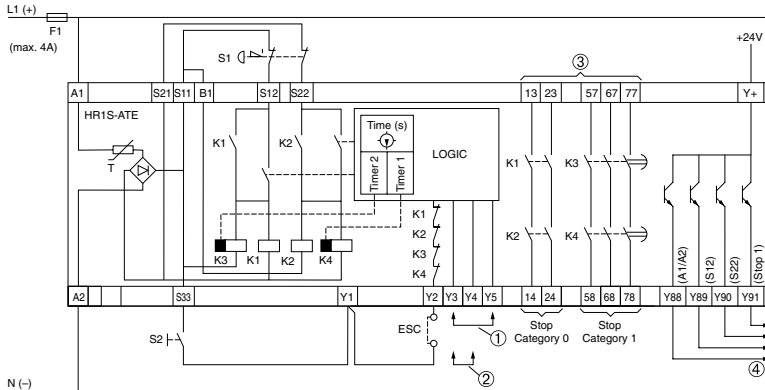 L1 (+)
F1
(max. 4A)
+24V
S1
③
A1 S21 S11 B1 S12 S22 13 23 57 67 77 Y+
HR1S-ATE
T
K1
K2
Time (s)
Timer 2
Timer 1
LOGIC
K1
K3
K1
K2
K3
K4
K2
K4
K3 K1 K2 K4
(A1/A2)
(S12)
(S22)
(Stop 1)
A2 S33 Y1 Y2 Y3 Y4 Y5 14 24 58 68 78 Y88 Y89 Y90 Y91
S2
ESC
①
②
Stop
Category 0
Stop
Category 1
④
N (–)